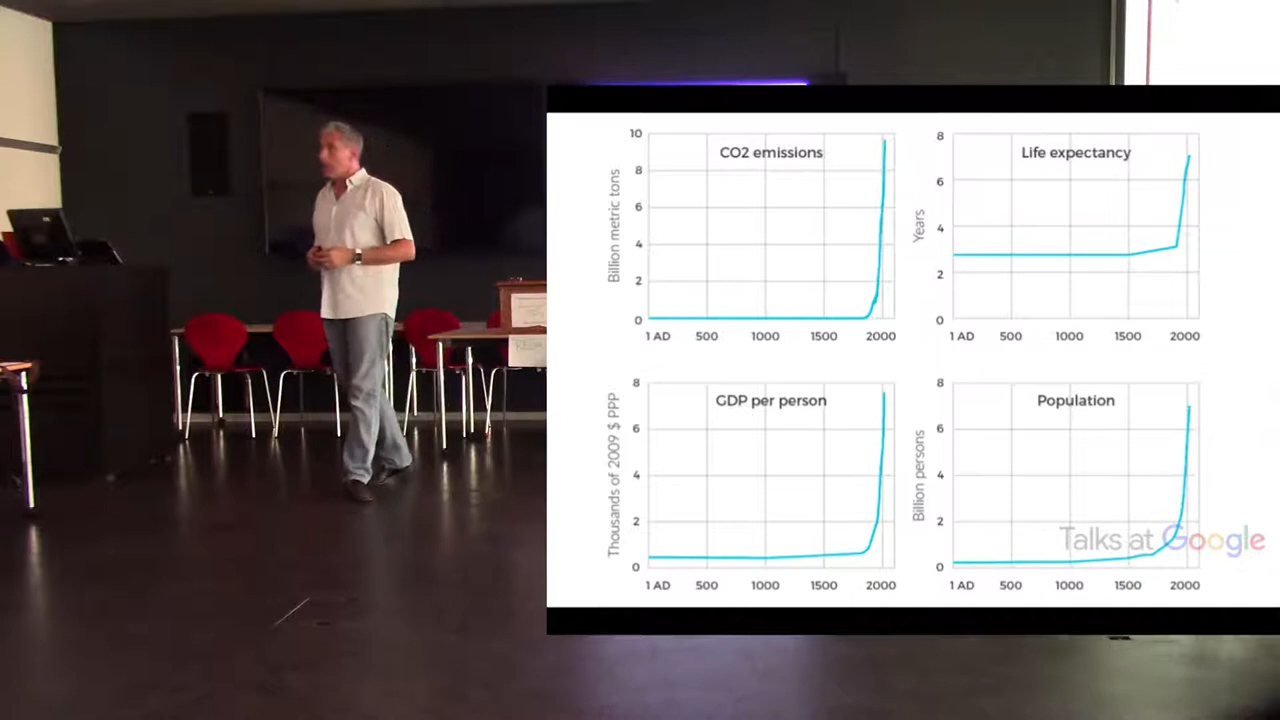 CO2 emissions
Billion metric tons
10
8
6
4
2
0
1 AD 500 1000 1500 2000
Life expectancy
Years
8
6
4
2
0
1 AD 500 1000 1500 2000
GDP per person
Thousands of 2009 $ PPP
8
6
4
2
0
1 AD 500 1000 1500 2000
Population
Billion persons
8
6
4
2
0
1 AD 500 1000 1500 2000
Talks at Google